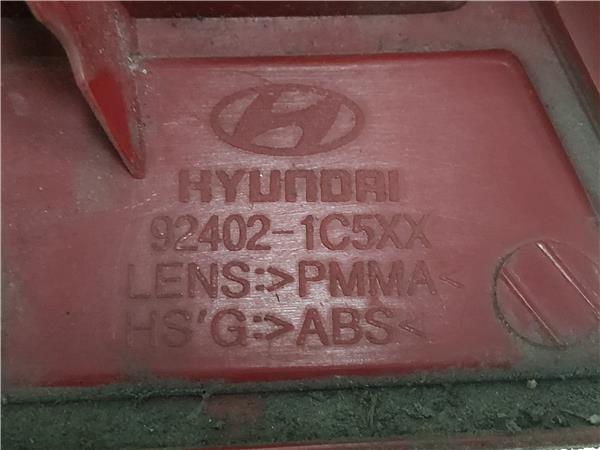 HYUNDAI
92402-1C5XX
LENS:>PMMA<
HS'G:>ABS<